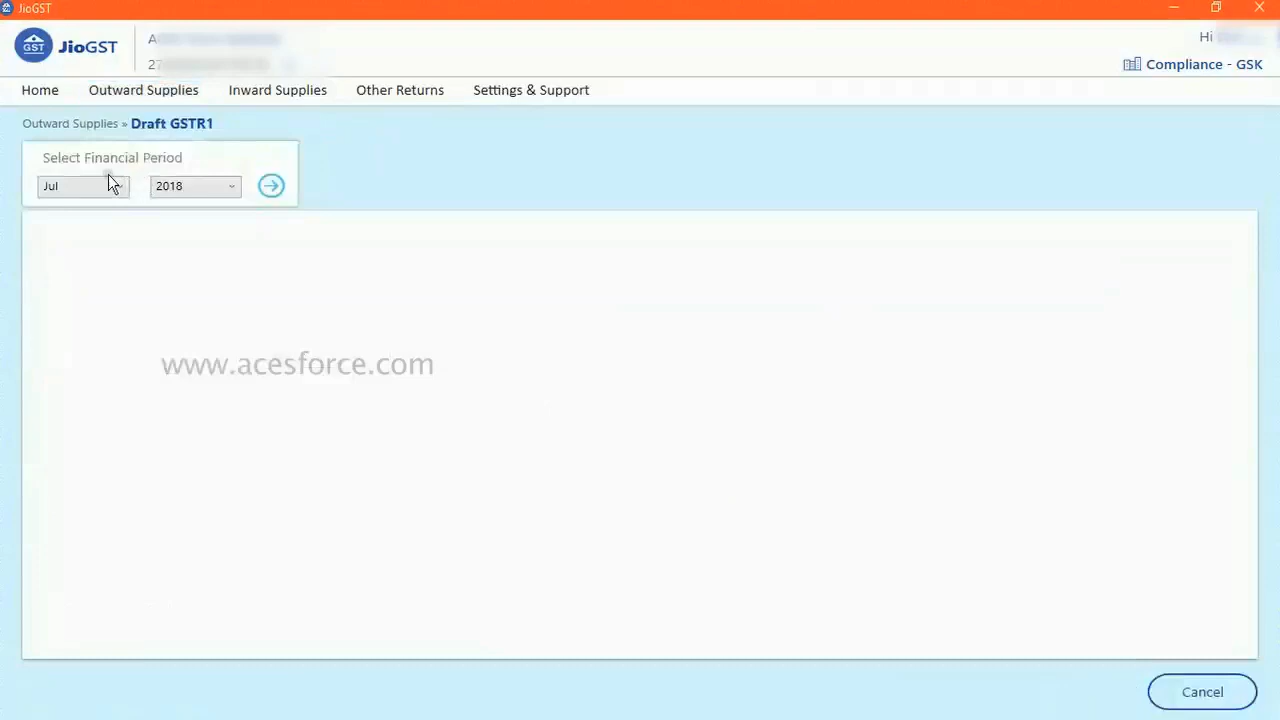 JioGST
GST JioGST
Hi
Compliance - GSK
Home Outward Supplies Inward Supplies Other Returns Settings & Support
Outward Supplies » Draft GSTR1
Select Financial Period
Jul 2018
www.acesforce.com
Cancel